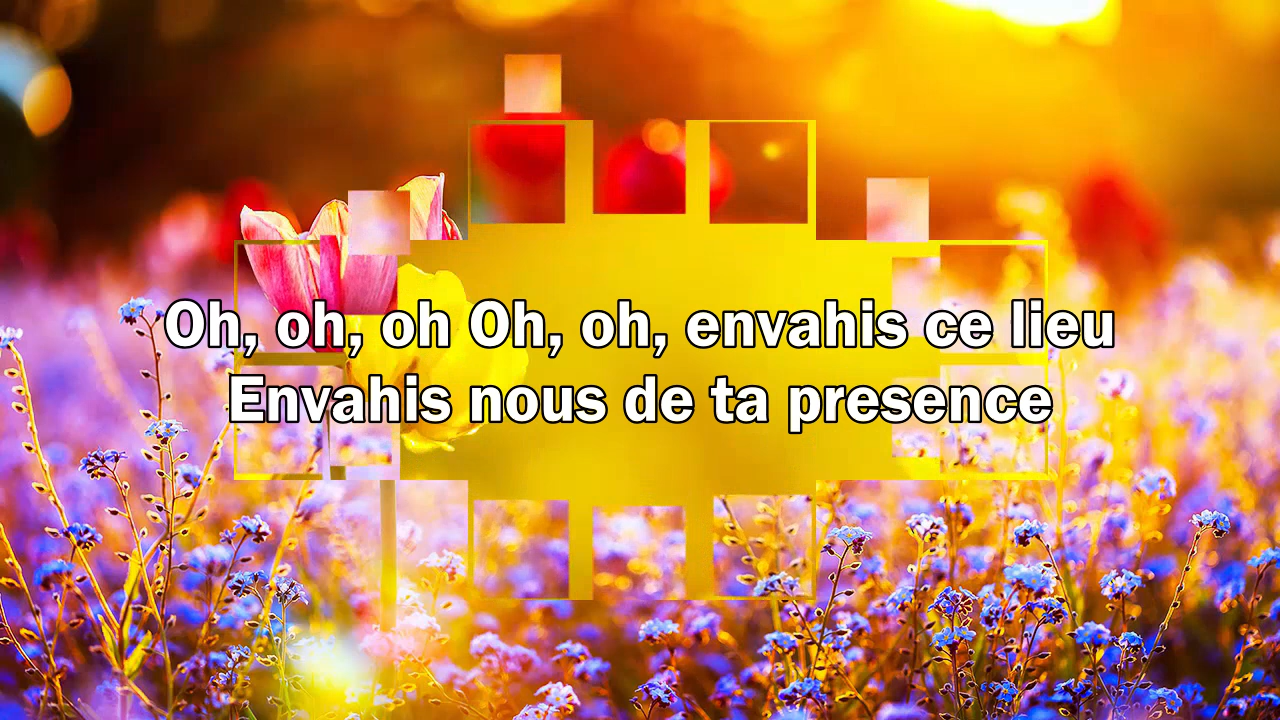 Oh, oh, oh Oh, oh, envahis ce lieu
Envahis nous de ta presence